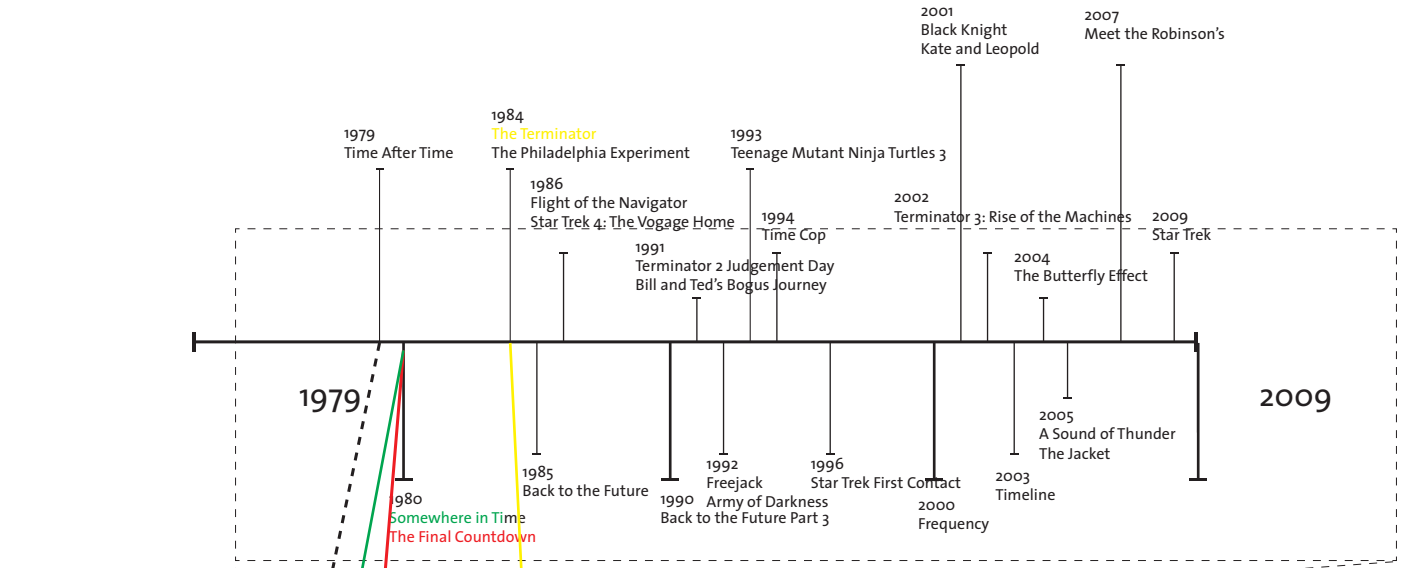 2001
Black Knight
Kate and Leopold
2007
Meet the Robinson's
1984
The Terminator
The Philadelphia Experiment
1979
Time After Time
1993
Teenage Mutant Ninja Turtles 3
1986
Flight of the Navigator
Star Trek 4: The Vogage Home
2002
Terminator 3: Rise of the Machines
1994
Time Cop
2009
Star Trek
1991
Terminator 2 Judgement Day
Bill and Ted's Bogus Journey
2004
The Butterfly Effect
1979
2009
2005
A Sound of Thunder
The Jacket
1985
Back to the Future
1992
Freejack
Army of Darkness
1996
Star Trek First Contact
2003
Timeline
1980
Somewhere in Time
The Final Countdown
1990
Back to the Future Part 3
2000
Frequency